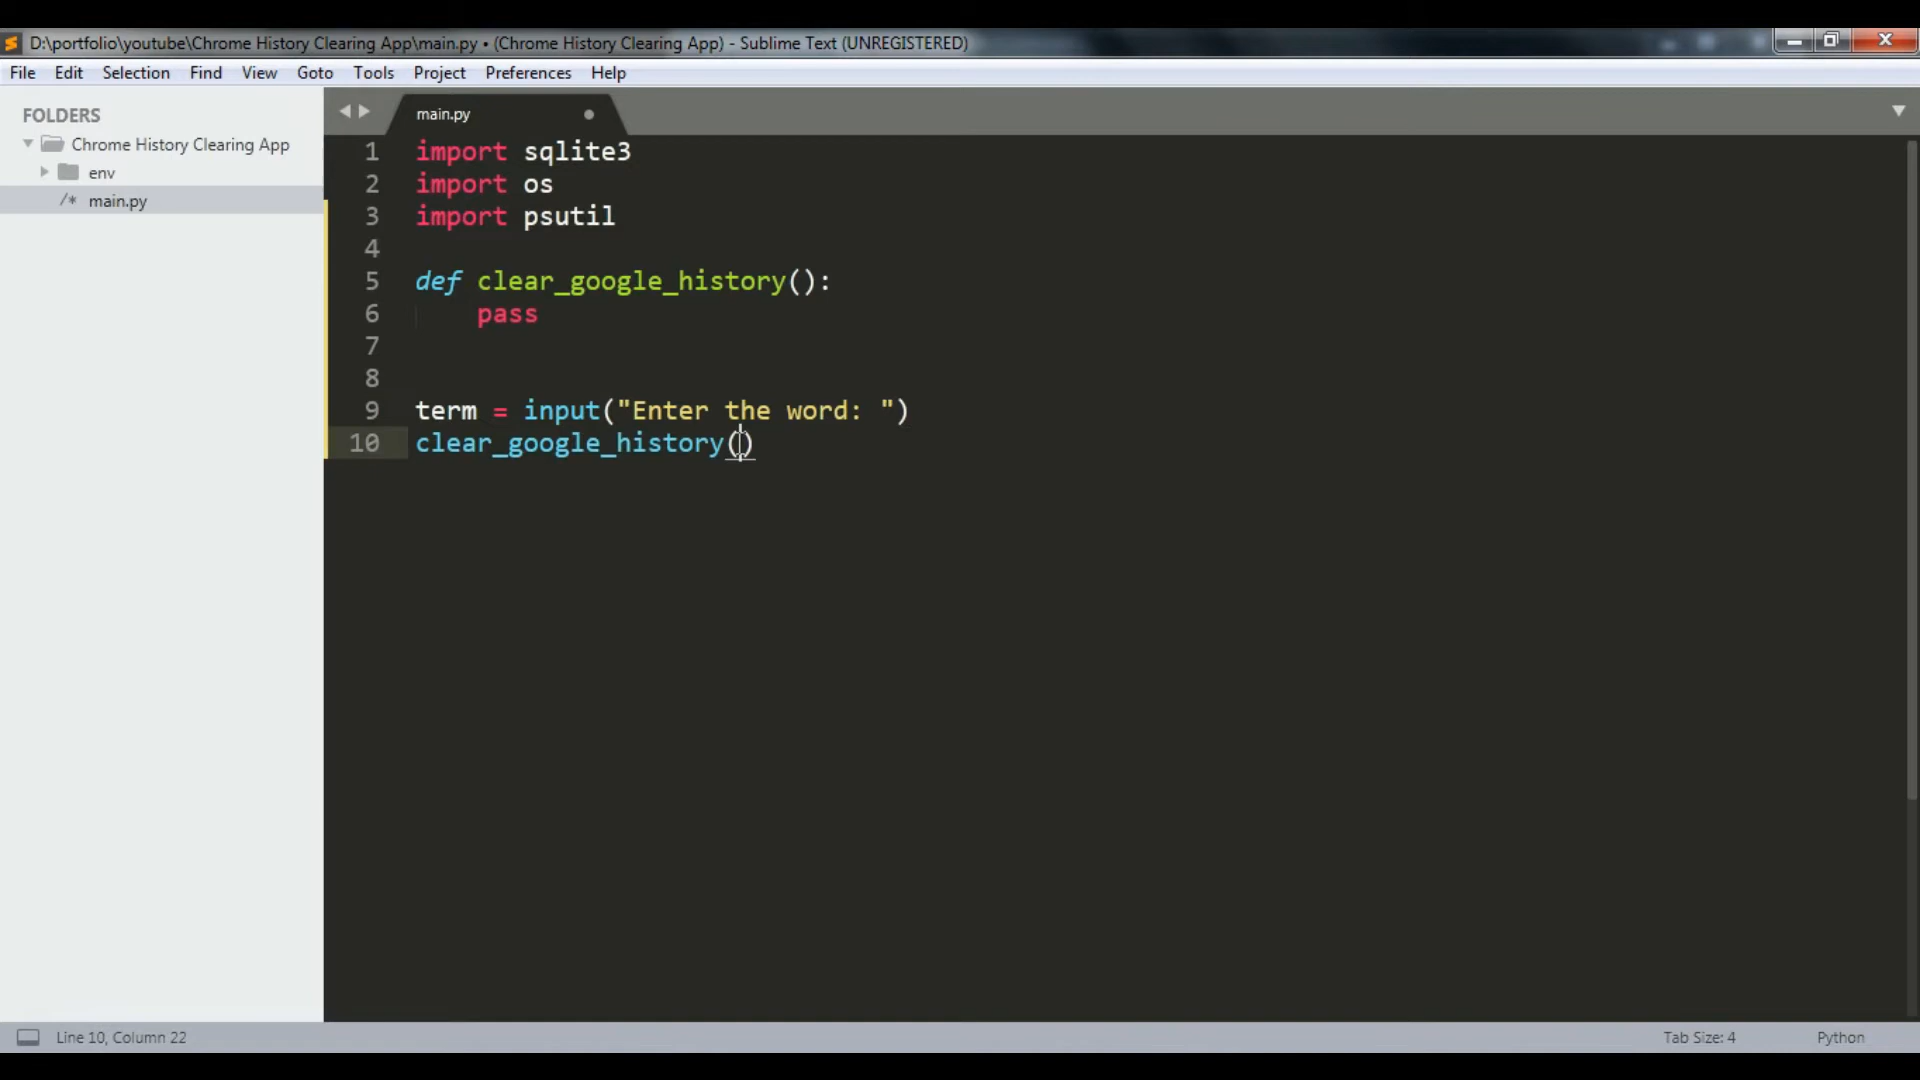 D:\portfolio\youtube\Chrome History Clearing App\main.py • (Chrome History Clearing App) - Sublime Text (UNREGISTERED)
File Edit Selection Find View Goto Tools Project Preferences Help
FOLDERS
Chrome History Clearing App
env
/* main.py
main.py
1 import sqlite3
2 import os
3 import psutil
4
5 def clear_google_history():
6 pass
7
8
9 term = input("Enter the word: ")
10 clear_google_history()
Line 10, Column 22
Tab Size: 4
Python